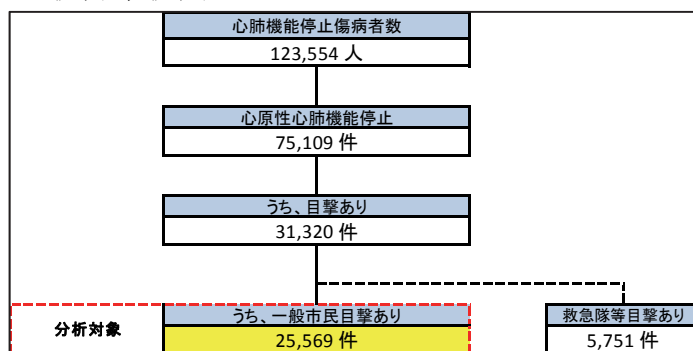 心肺機能停止傷病者数
123,554 人
心原性心肺機能停止
75,109 件
うち、目撃あり
31,320 件
うち、一般市民目撃あり
救急隊等目撃あり
分析対象
25,569 件
5,751 件